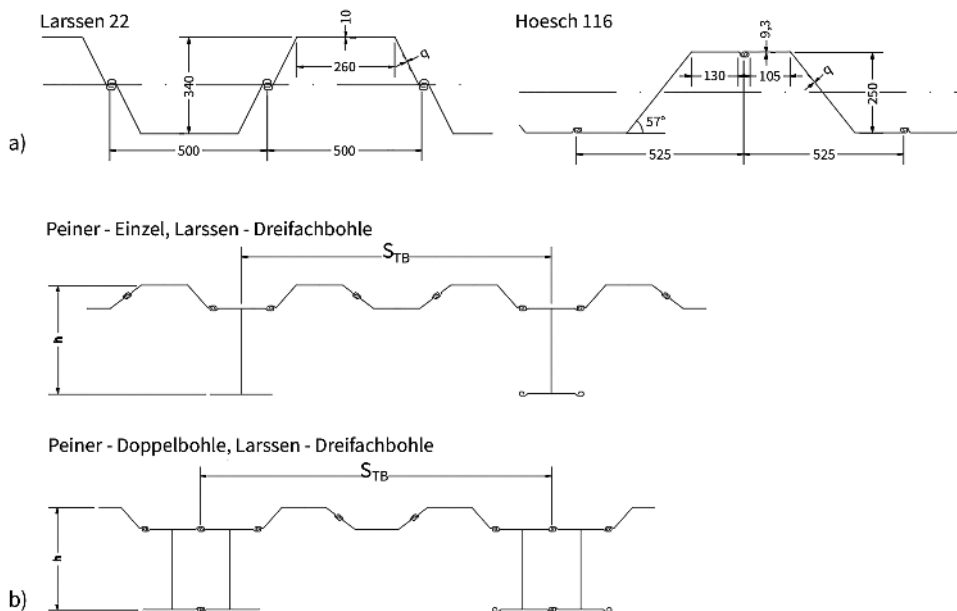 Larssen 22
10
340
260
q
500
500
Hoesch 116
9,3
130
105
q
250
57°
525
525
a)
Peiner - Einzel, Larssen - Dreifachbohle
S_TB
h
Peiner - Doppelbohle, Larssen - Dreifachbohle
S_TB
h
b)